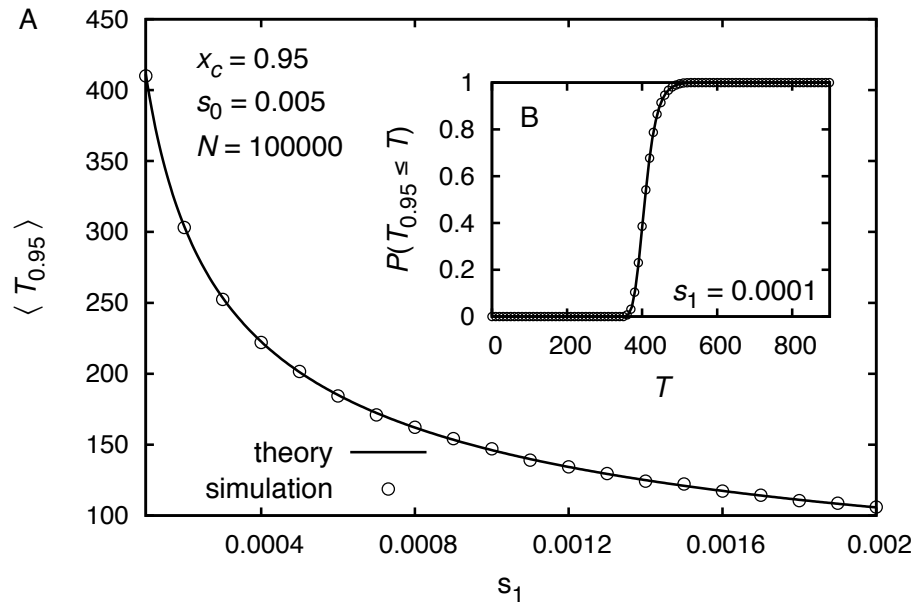 A
450
400
350
300
250
200
150
100
⟨ T0.95 ⟩
xc = 0.95
s0 = 0.005
N = 100000
theory
simulation
0.0004
0.0008
0.0012
0.0016
0.002
s1
B
1
0.8
0.6
0.4
0.2
0
P(T0.95 ≤ T)
s1 = 0.0001
0
200
400
600
800
T